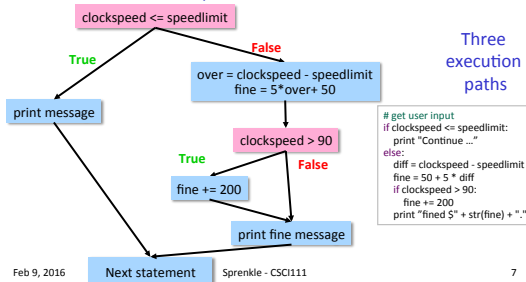 clockspeed <= speedlimit
True
False
Three
execution
paths
over = clockspeed - speedlimit
fine = 5*over+ 50
print message
clockspeed > 90
True
False
fine += 200
print fine message
Next statement
# get user input
if clockspeed <= speedlimit:
print "Continue …"
else:
diff = clockspeed - speedlimit
fine = 50 + 5 * diff
if clockspeed > 90:
fine += 200
print "fined $" + str(fine) + "."
Feb 9, 2016
Sprenkle - CSCI111
7